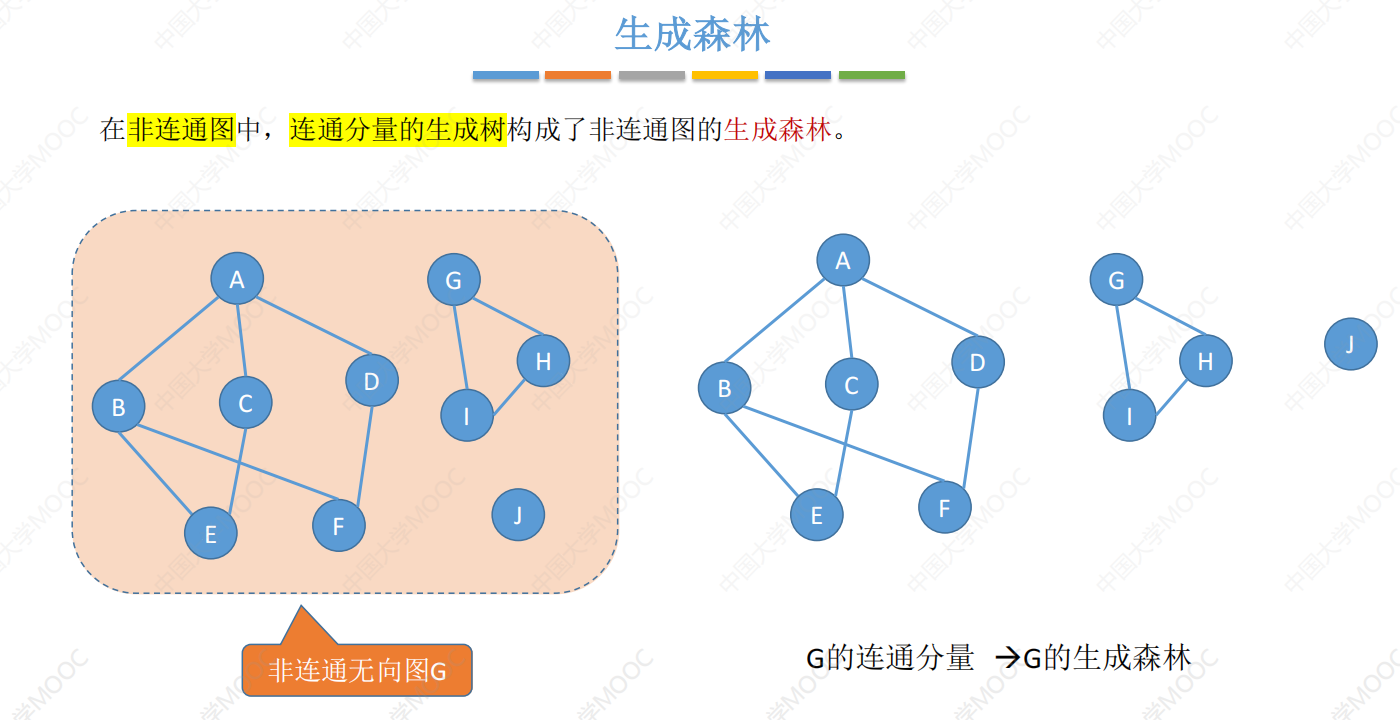 生成森林
在非连通图中，连通分量的生成树构成了非连通图的生成森林。
A
G
H
D
B
C
I
E
F
J
A
G
D
H
J
B
C
I
E
F
非连通无向图G
G的连通分量 →G的生成森林
中国大学MOOC